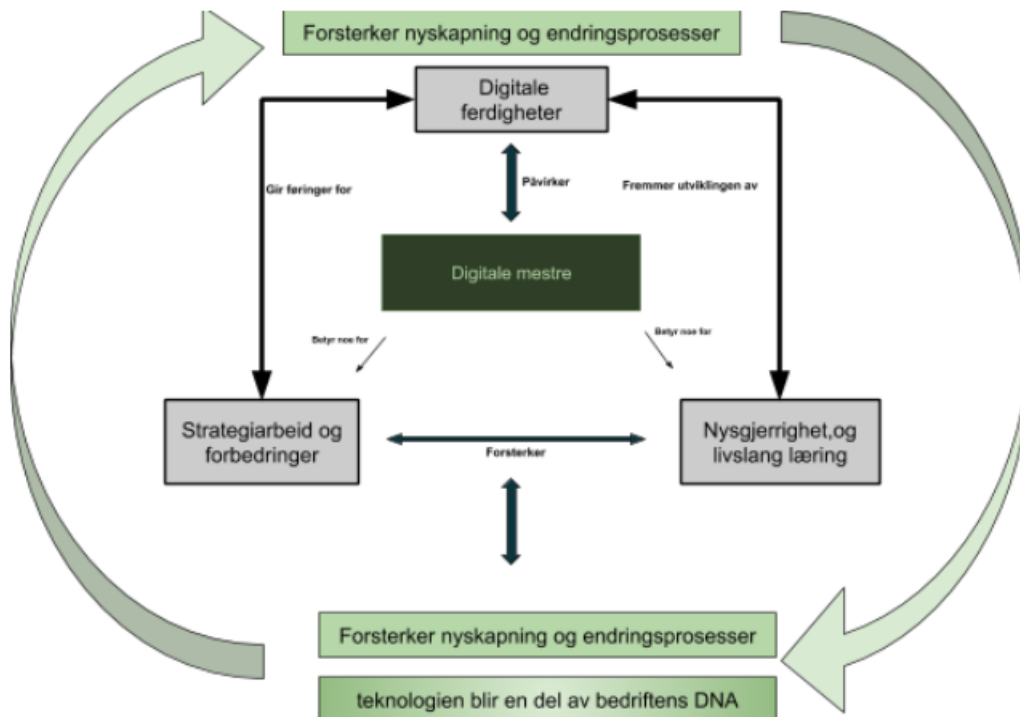 Forsterker nyskapning og endringsprosesser
Digitale
ferdigheter
Gir føringer for
Påvirker
Fremmer utviklingen av
Digitale mestre
Betyr noe for
Betyr noe for
Strategiarbeid og
forbedringer
Forsterker
Nysgjerrighet,og
livslang læring
Forsterker nyskapning og endringsprosesser
teknologien blir en del av bedriftens DNA